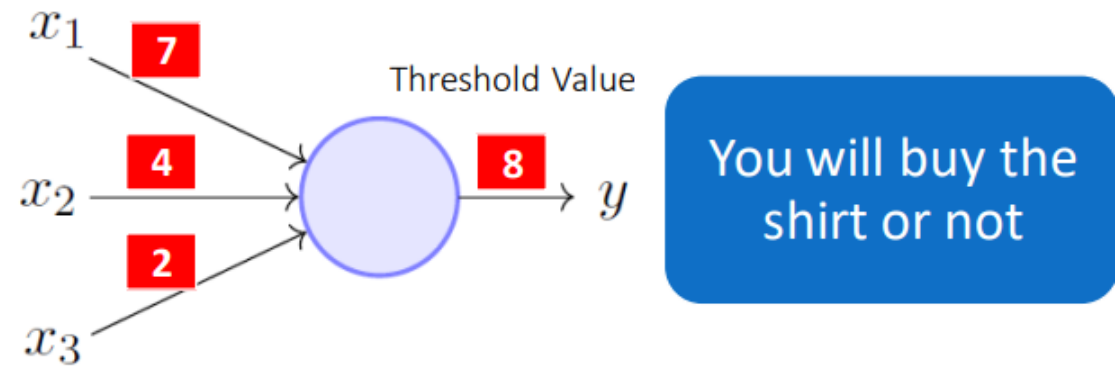 x1
7
Threshold Value
4
8
x2
y
2
x3
You will buy the
shirt or not